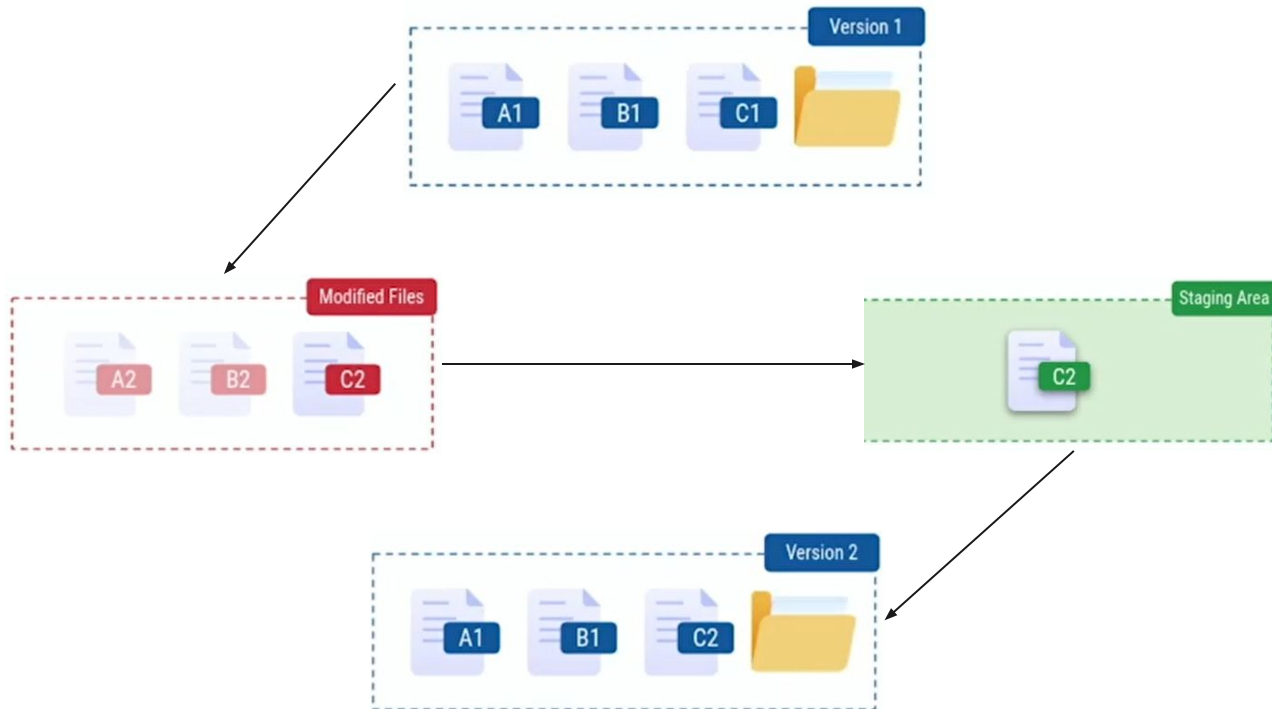 Version 1
A1
B1
C1
Modified Files
A2
B2
C2
Staging Area
C2
Version 2
A1
B1
C2